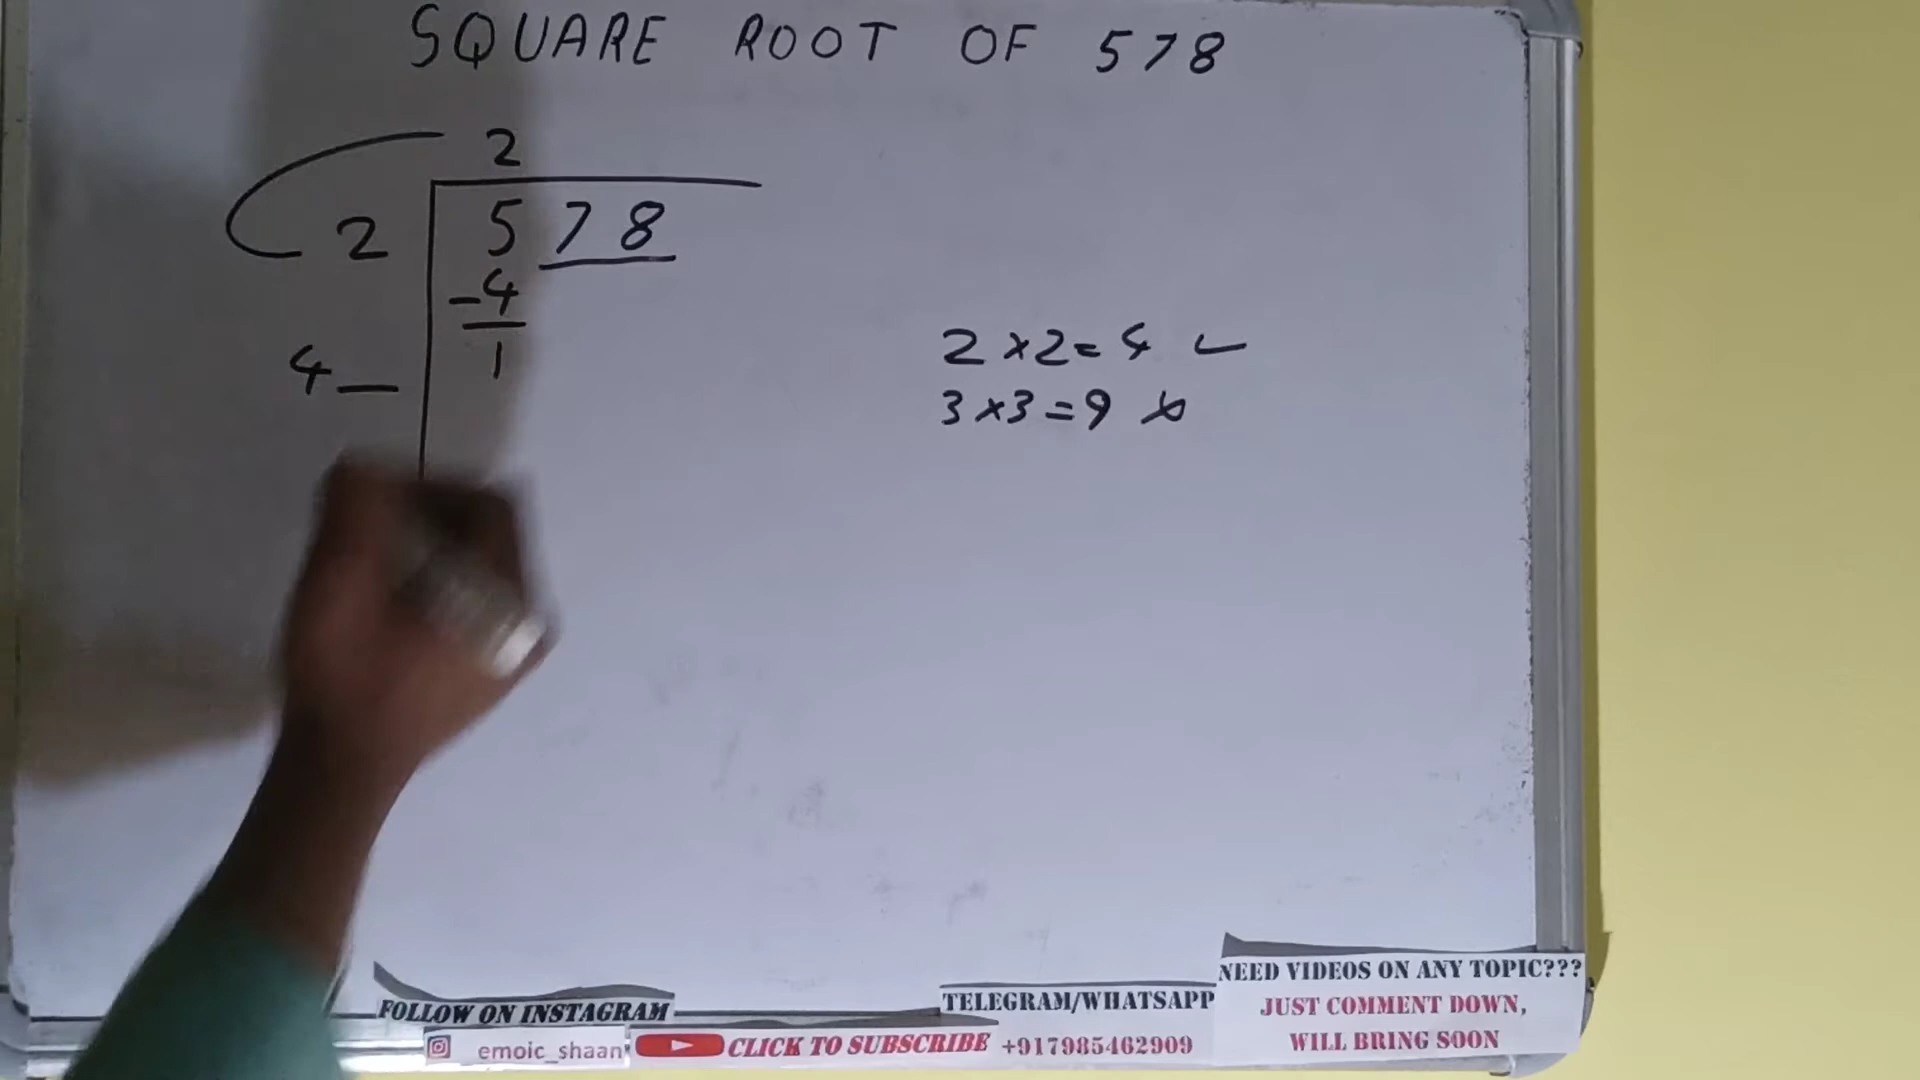 SQUARE ROOT OF 578
2
2 578
-4
4_ 1
2×2=4 ✓
3×3=9 ×
FOLLOW ON INSTAGRAM
emoic_shaan
CLICK TO SUBSCRIBE
TELEGRAM/WHATSAPP
+917985462909
NEED VIDEOS ON ANY TOPIC???
JUST COMMENT DOWN,
WILL BRING SOON